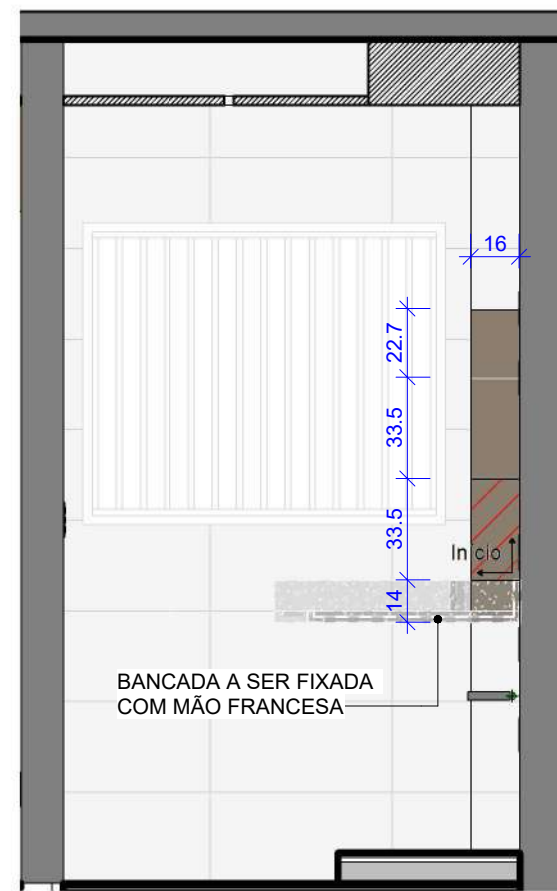 16
22.7
33.5
33.5
Início
14
BANCADA A SER FIXADA
COM MÃO FRANCESA